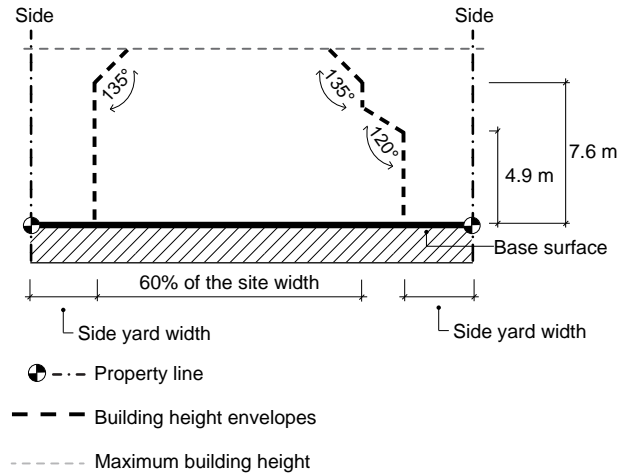 Side
Side
135°
135°
120°
7.6 m
4.9 m
Base surface
60% of the site width
Side yard width
Side yard width
Property line
Building height envelopes
Maximum building height